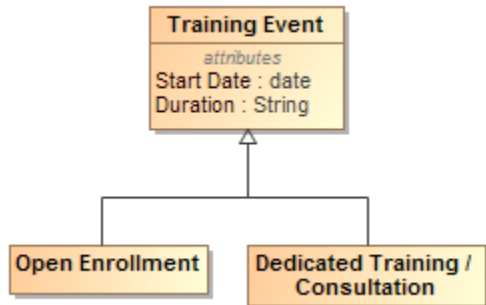 Training Event
attributes
Start Date : date
Duration : String
Open Enrollment
Dedicated Training /
Consultation